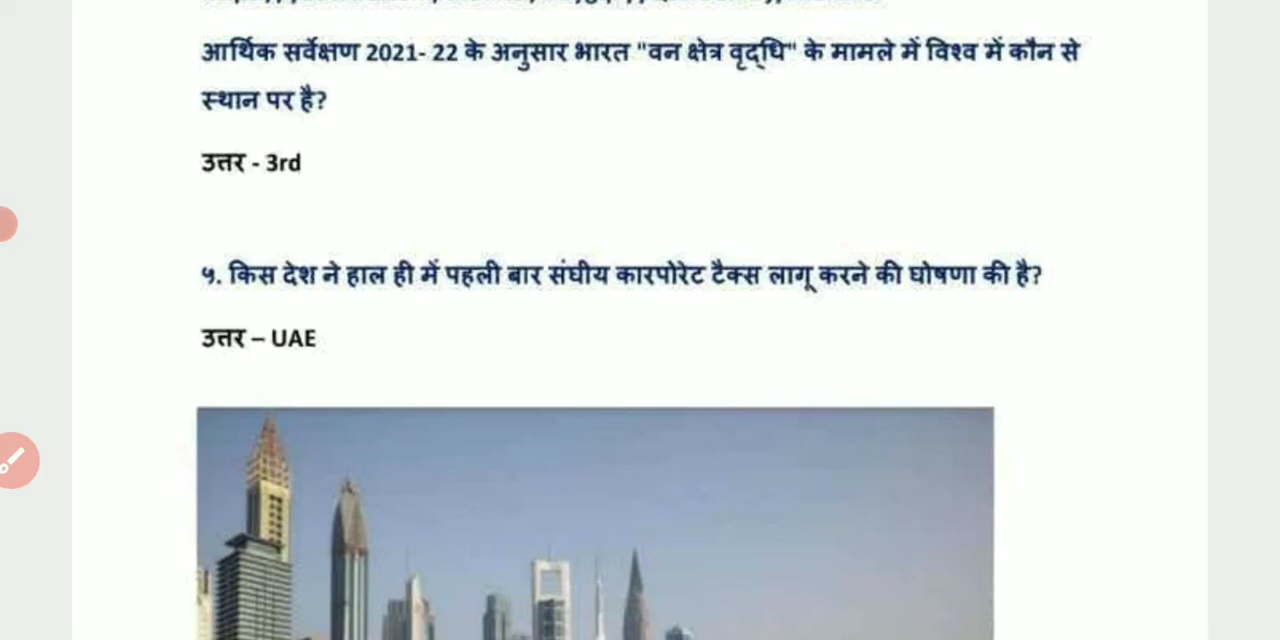 आर्थिक सर्वेक्षण 2021- 22 के अनुसार भारत "वन क्षेत्र वृद्धि" के मामले में विश्व में कौन से
स्थान पर है?
उत्तर - 3rd
५. किस देश ने हाल ही में पहली बार संघीय कारपोरेट टैक्स लागू करने की घोषणा की है?
उत्तर – UAE